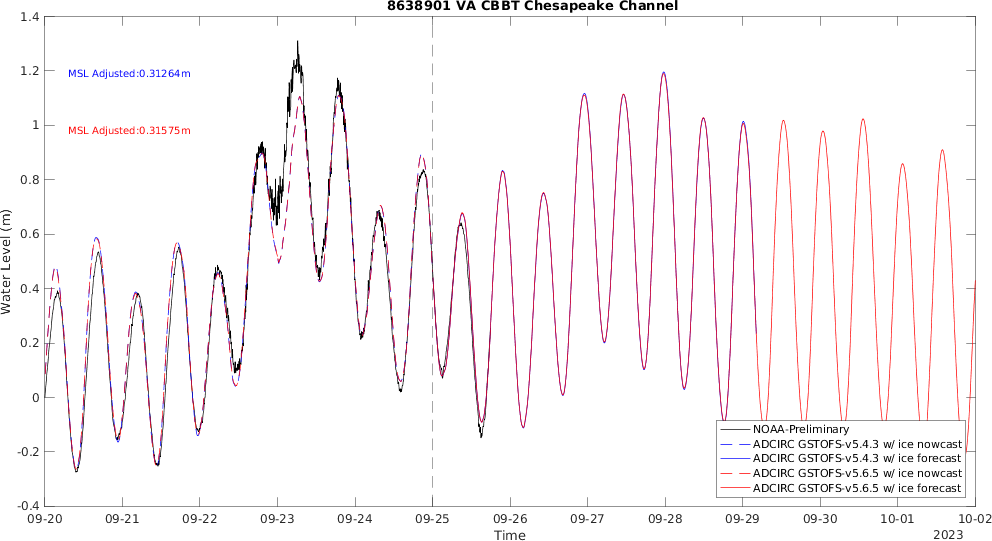 8638901 VA CBBT Chesapeake Channel
1.4
1.2
1
0.8
0.6
0.4
0.2
0
-0.2
-0.4
Water Level (m)
MSL Adjusted:0.31264m
MSL Adjusted:0.31575m
NOAA-Preliminary
ADCIRC GSTOFS-v5.4.3 w/ ice nowcast
ADCIRC GSTOFS-v5.4.3 w/ ice forecast
ADCIRC GSTOFS-v5.6.5 w/ ice nowcast
ADCIRC GSTOFS-v5.6.5 w/ ice forecast
09-20 09-21 09-22 09-23 09-24 09-25 09-26 09-27 09-28 09-29 09-30 10-01 10-02
Time
2023